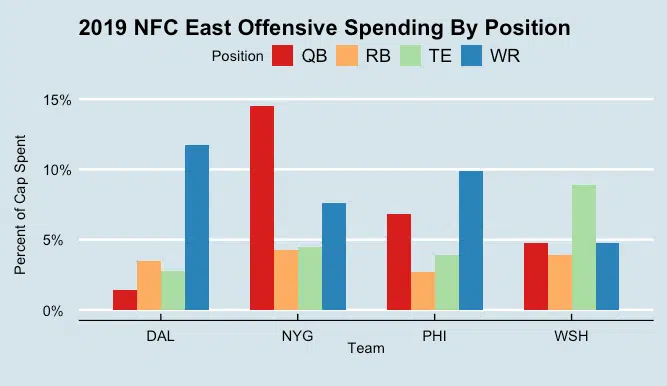 2019 NFC East Offensive Spending By Position
Position QB RB TE WR
Percent of Cap Spent
15%
10%
5%
0%
DAL NYG PHI WSH
Team